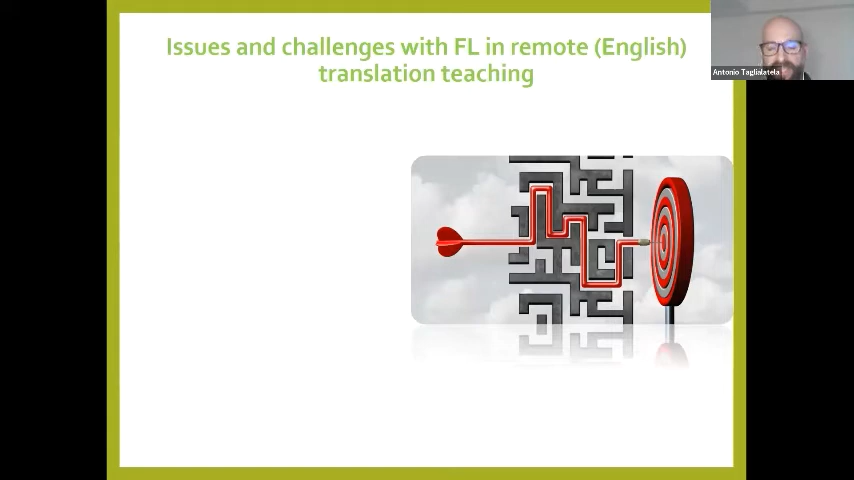 Issues and challenges with FL in remote (English)
translation teaching
Antonio Taglialatela